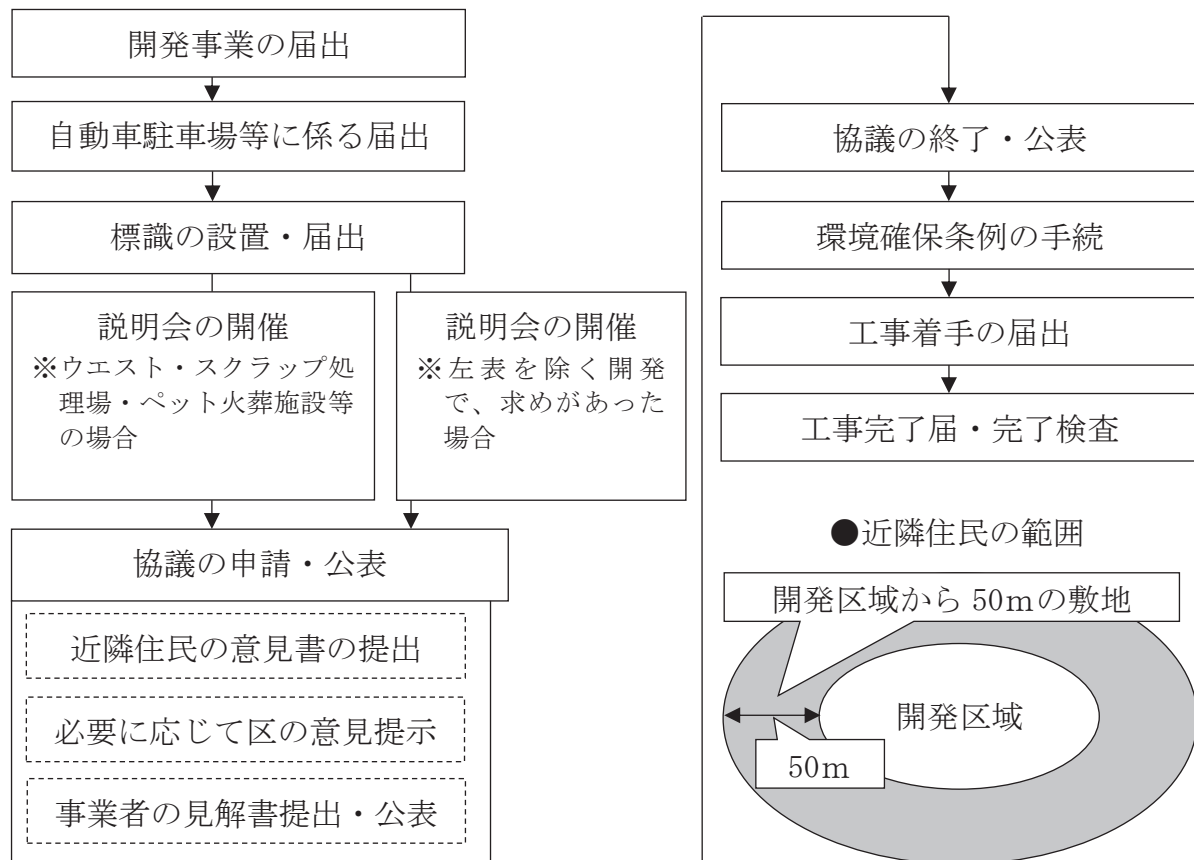 開発事業の届出
自動車駐車場等に係る届出
標識の設置・届出
説明会の開催
※ウエスト・スクラップ処
理場・ペット火葬施設等
の場合
説明会の開催
※左表を除く開発
で、求めがあった
場合
協議の申請・公表
近隣住民の意見書の提出
必要に応じて区の意見提示
事業者の見解書提出・公表
協議の終了・公表
環境確保条例の手続
工事着手の届出
工事完了届・完了検査
●近隣住民の範囲
開発区域から50mの敷地
開発区域
50m